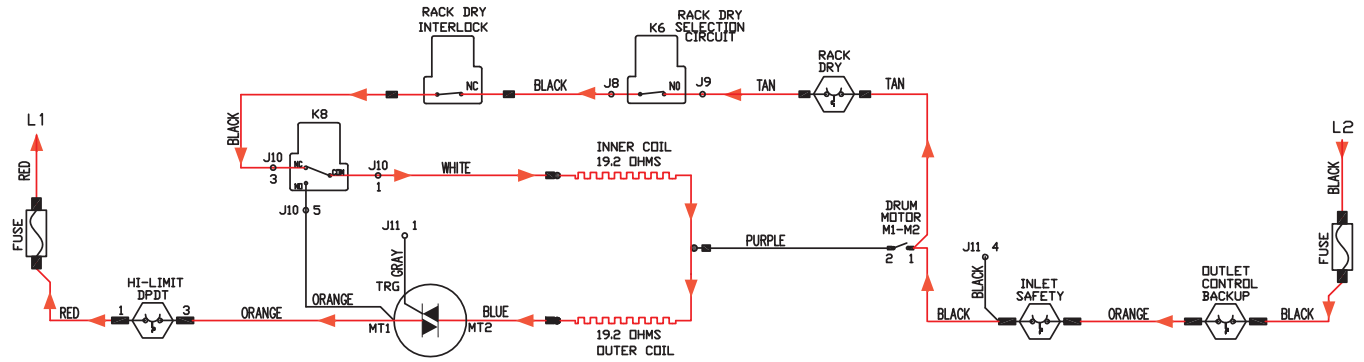 RACK DRY
INTERLOCK
K6
RACK DRY
SELECTION
CIRCUIT
RACK
DRY
NC
BLACK
J8
NO
J9
TAN
TAN
L1
L2
K8
BLACK
J10
3
NC
COM
NO
J10
1
WHITE
INNER COIL
19.2 OHMS
RED
BLACK
J10
5
J11
1
DRUM
MOTOR
M1-M2
PURPLE
2
1
J11
4
FUSE
FUSE
GRAY
TRG
BLACK
HI-LIMIT
DPDT
INLET
SAFETY
OUTLET
CONTROL
BACKUP
RED
1
3
ORANGE
ORANGE
MT1
MT2
BLUE
19.2 OHMS
OUTER COIL
BLACK
ORANGE
BLACK